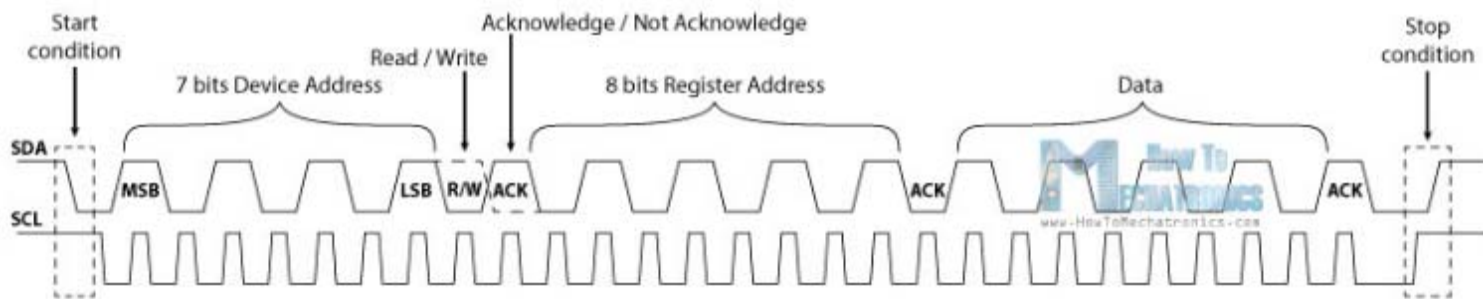 Start
condition
Acknowledge / Not Acknowledge
Stop
condition
Read / Write
7 bits Device Address
8 bits Register Address
Data
SDA
MSB
LSB
R/W
ACK
ACK
ACK
How To
MECHATRONICS
www.HowToMechatronics.com
SCL